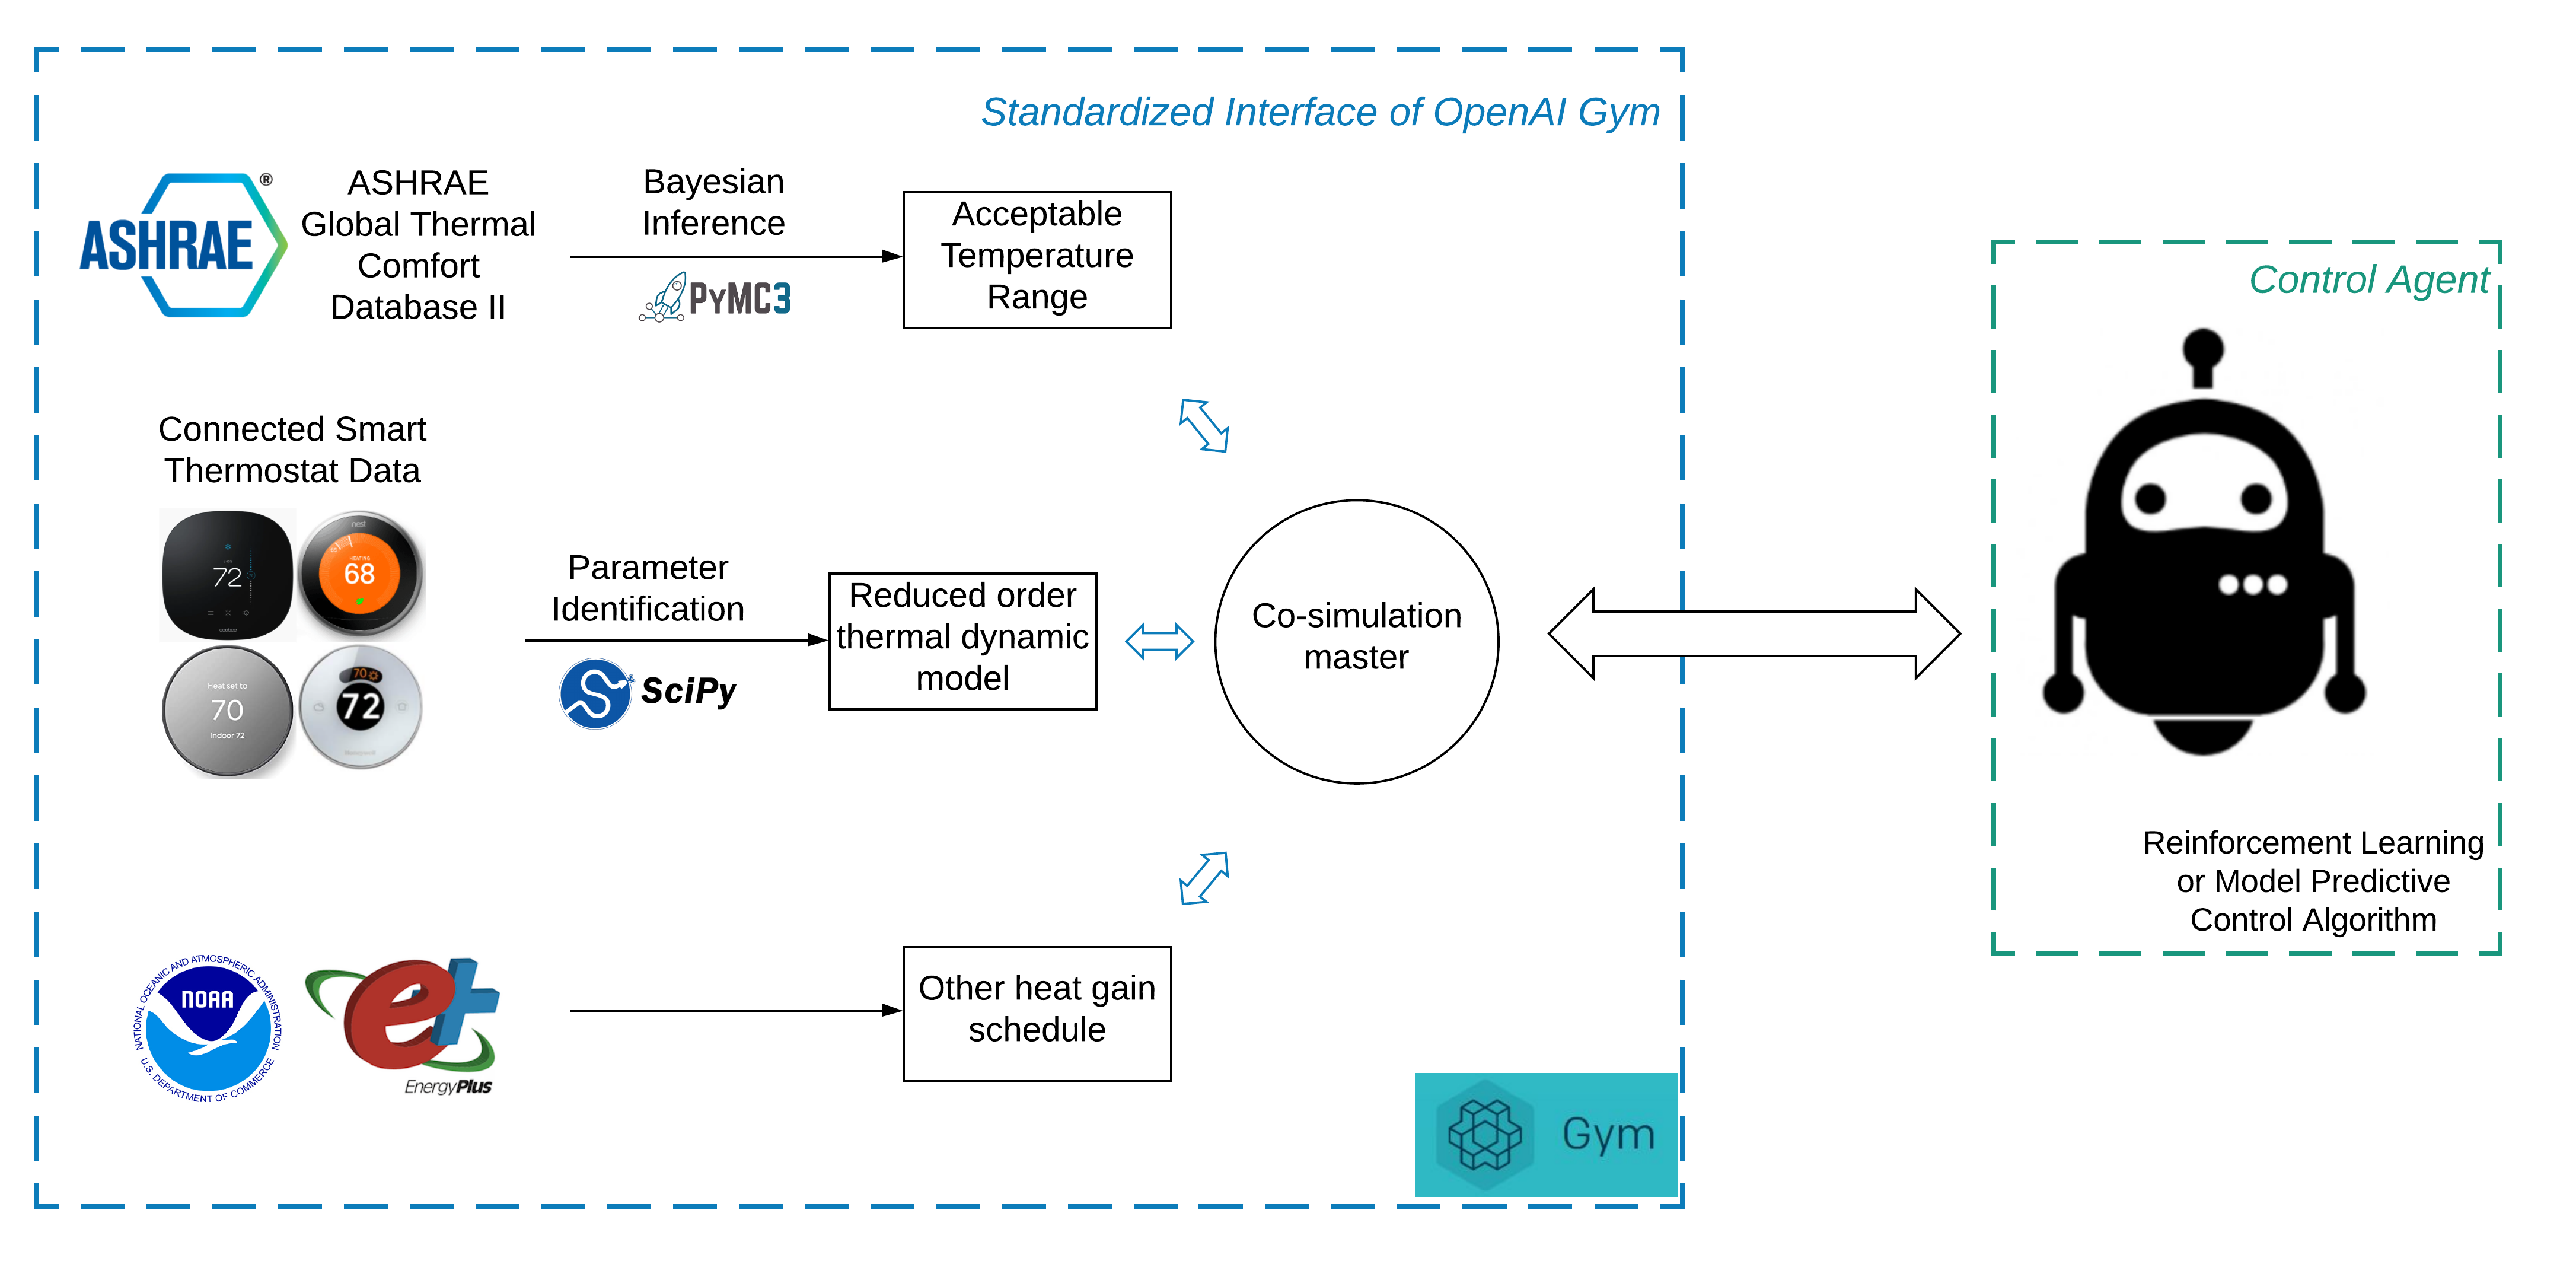 Standardized Interface of OpenAI Gym
ASHRAE
®
ASHRAE
Global Thermal
Comfort
Database II
Bayesian
Inference
PyMC3
Acceptable
Temperature
Range
Control Agent
Connected Smart
Thermostat Data
72
nest
HEATING
68
Heat set to
70
Indoor 72
70
72
Parameter
Identification
SciPy
Reduced order
thermal dynamic
model
Co-simulation
master
Reinforcement Learning
or Model Predictive
Control Algorithm
NATIONAL OCEANIC AND ATMOSPHERIC ADMINISTRATION
NOAA
U.S. DEPARTMENT OF COMMERCE
e+
EnergyPlus
Other heat gain
schedule
Gym